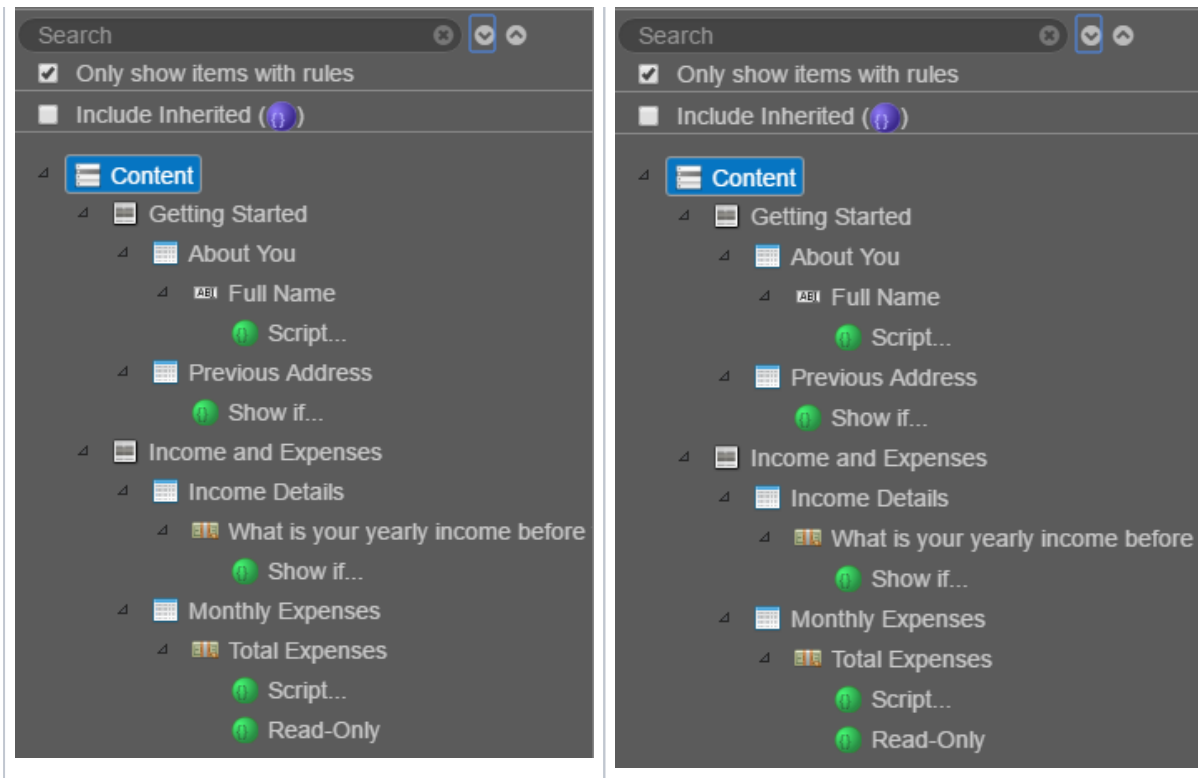 Search
Only show items with rules
Include Inherited ({})
Content
Getting Started
About You
ABI Full Name
{} Script...
Previous Address
{} Show if...
Income and Expenses
Income Details
What is your yearly income before
{} Show if...
Monthly Expenses
Total Expenses
{} Script...
{} Read-Only
Search
Only show items with rules
Include Inherited ({})
Content
Getting Started
About You
ABI Full Name
{} Script...
Previous Address
{} Show if...
Income and Expenses
Income Details
What is your yearly income before
{} Show if...
Monthly Expenses
Total Expenses
{} Script...
{} Read-Only